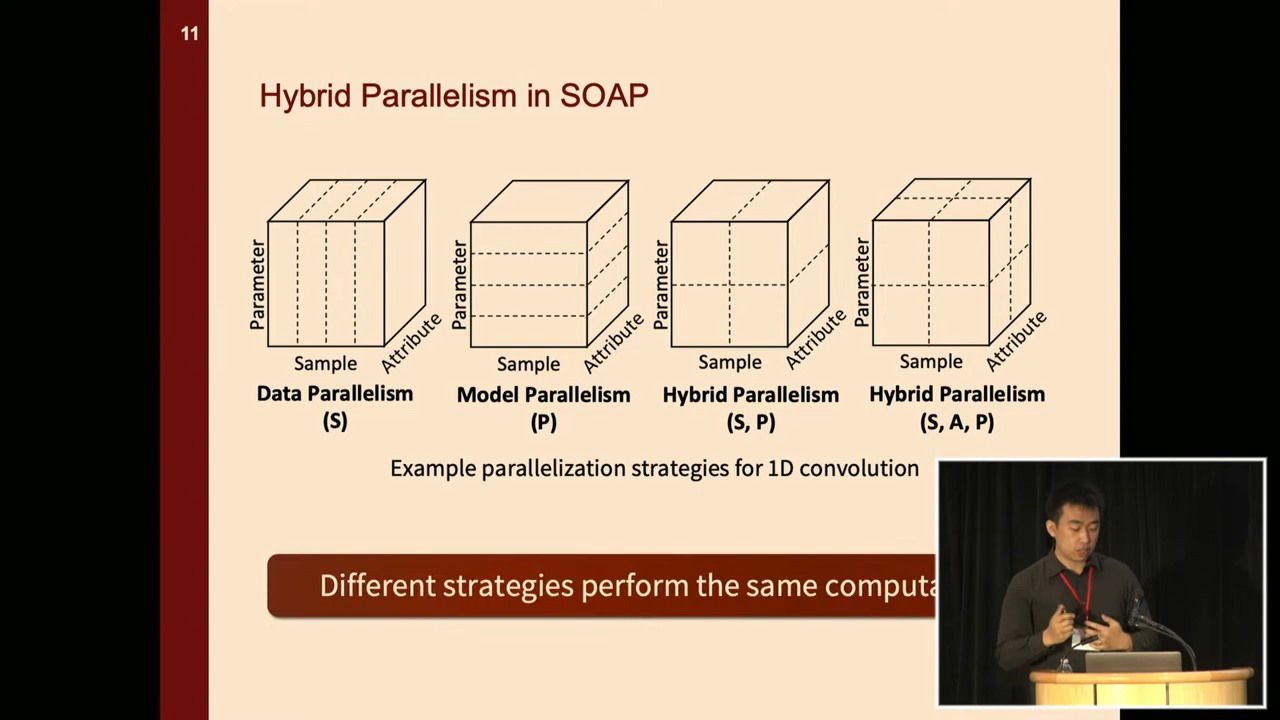 11
Hybrid Parallelism in SOAP
Parameter
Sample
Attribute
Data Parallelism
(S)
Parameter
Sample
Attribute
Model Parallelism
(P)
Parameter
Sample
Attribute
Hybrid Parallelism
(S, P)
Parameter
Sample
Attribute
Hybrid Parallelism
(S, A, P)
Example parallelization strategies for 1D convolution
Different strategies perform the same